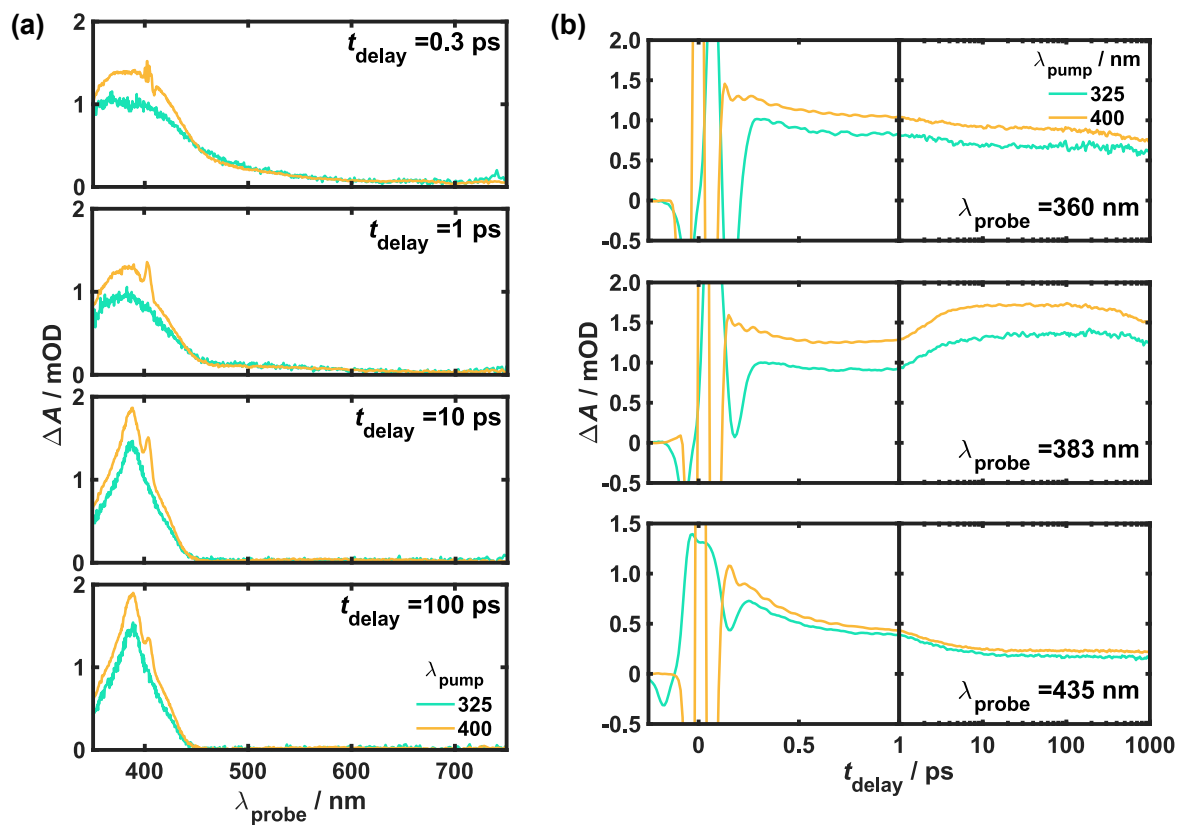 (a)
2
1
0
t_delay =0.3 ps
2
1
0
t_delay =1 ps
2
1
0
t_delay =10 ps
2
1
0
t_delay =100 ps
λ_pump
325
400
400 500 600 700
λ_probe / nm
ΔA / mOD
(b)
2.0
1.5
1.0
0.5
0
-0.5
λ_pump / nm
325
400
λ_probe =360 nm
2.0
1.5
1.0
0.5
0
-0.5
λ_probe =383 nm
1.5
1.0
0.5
0
-0.5
λ_probe =435 nm
0 0.5 1 10 100 1000
t_delay / ps
ΔA / mOD